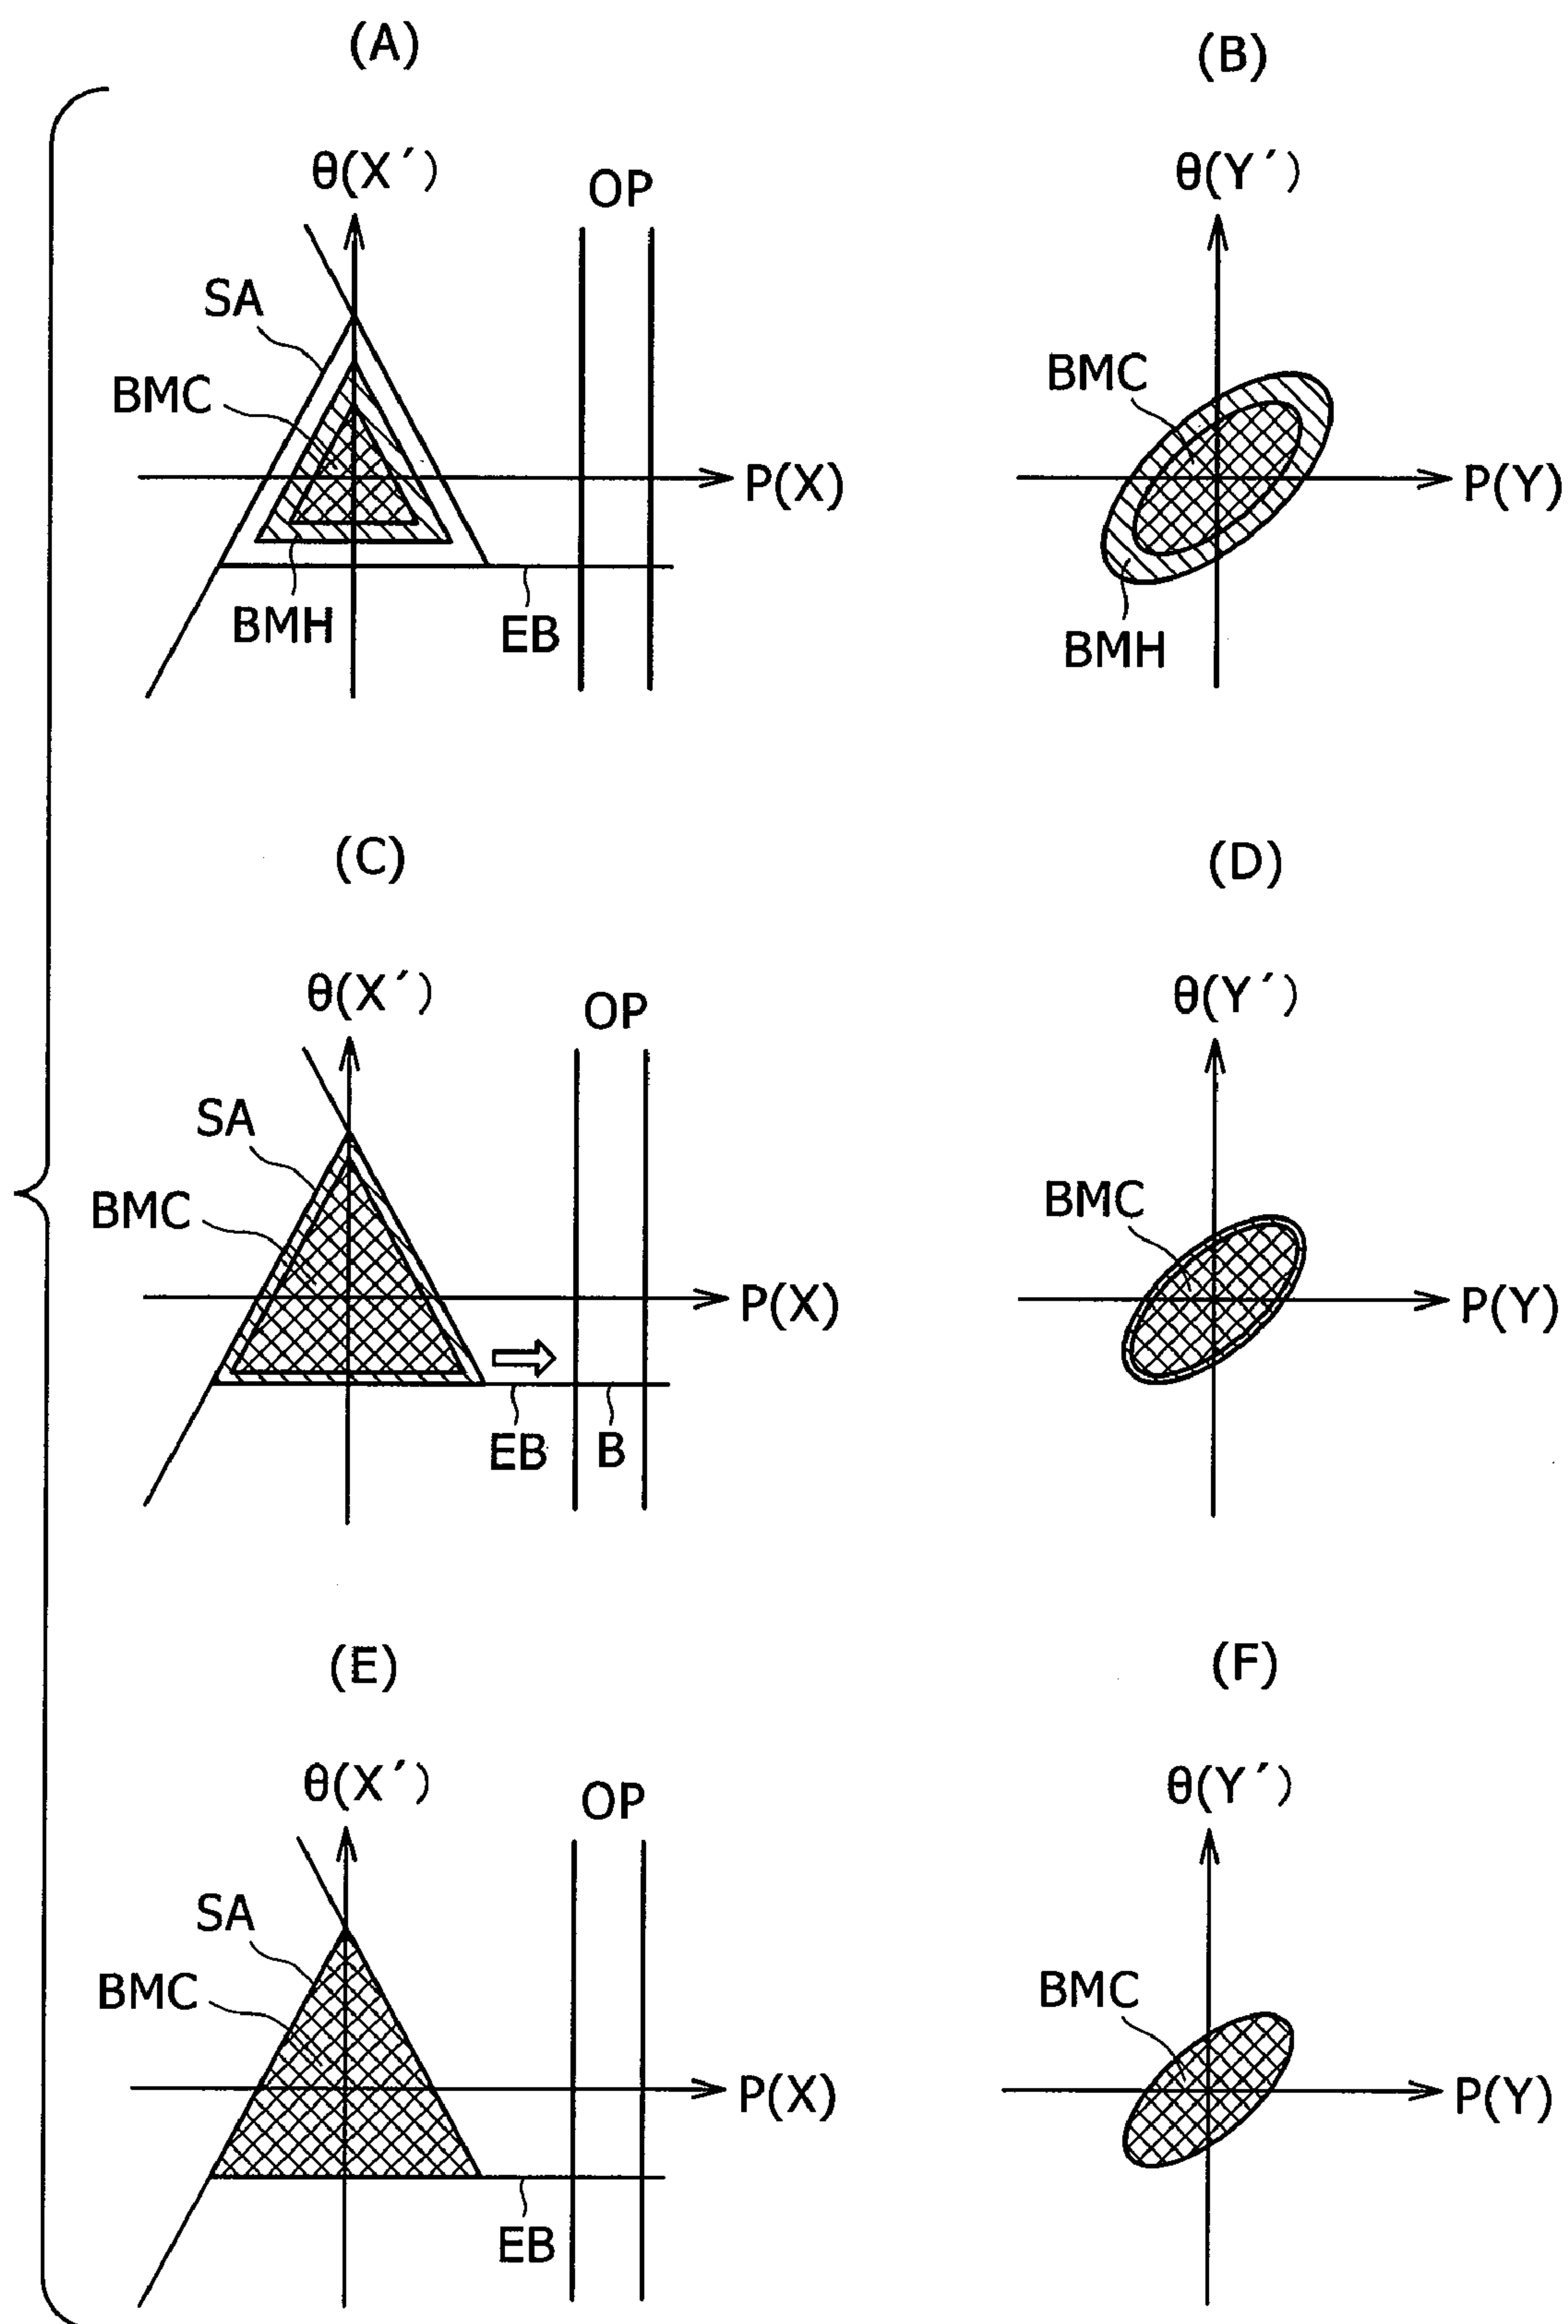 (A)
θ(X´)
OP
SA
BMC
P(X)
BMH
EB
(B)
θ(Y´)
BMC
P(Y)
BMH
(C)
θ(X´)
OP
SA
BMC
P(X)
EB
B
(D)
θ(Y´)
BMC
P(Y)
(E)
θ(X´)
OP
SA
BMC
P(X)
EB
(F)
θ(Y´)
BMC
P(Y)